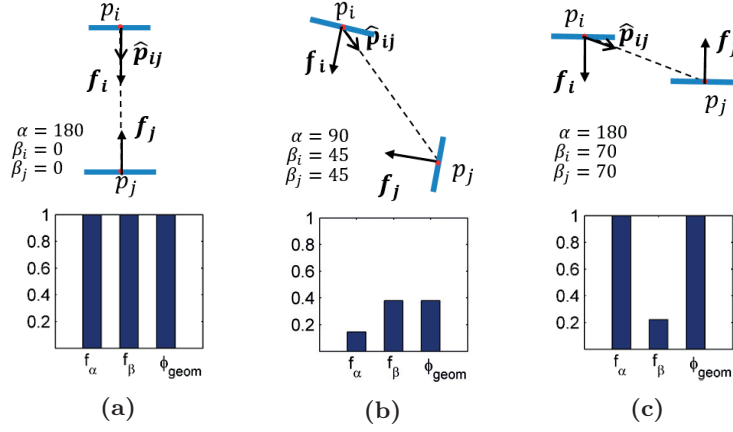 p_i
p̂_ij
f_i
f_j
α = 180
β_i = 0
β_j = 0
p_j
1
0.8
0.6
0.4
0.2
f_α f_β ϕ_geom
(a)
p_i
p̂_ij
f_i
α = 90
β_i = 45
β_j = 45
p_j
f_j
1
0.8
0.6
0.4
0.2
f_α f_β ϕ_geom
(b)
p_i
p̂_ij
f_j
f_i
p_j
α = 180
β_i = 70
β_j = 70
1
0.8
0.6
0.4
0.2
f_α f_β ϕ_geom
(c)